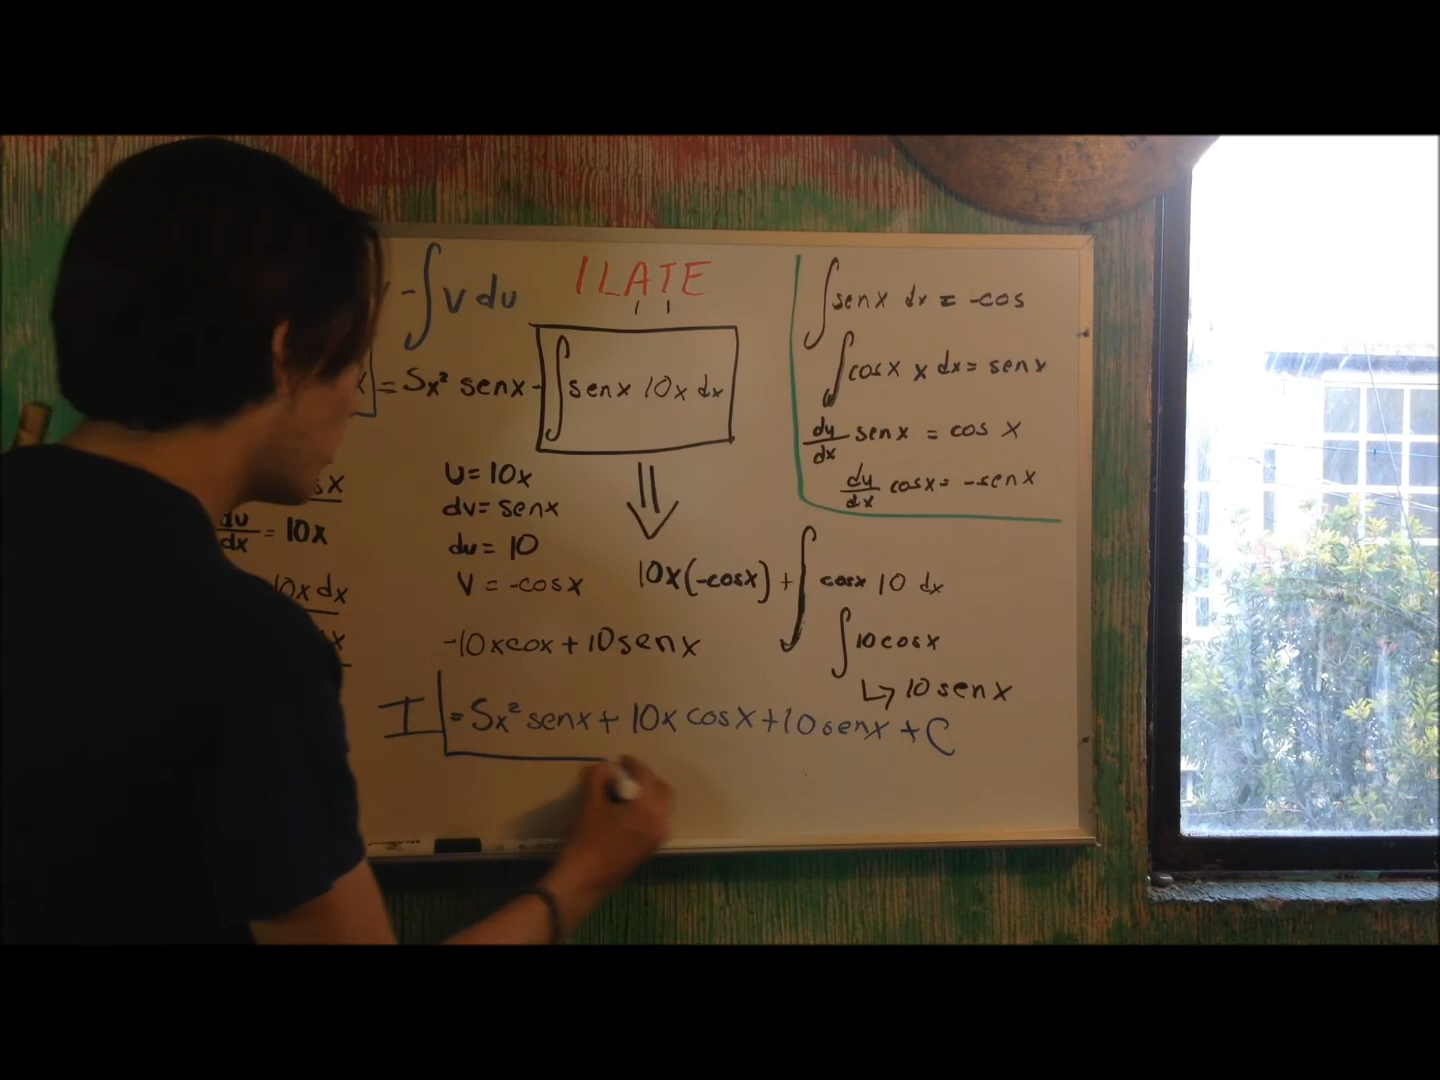 -∫v du
ILATE
= 5x² senx - ∫senx 10x dx
u = 10x
dv = senx
du = 10
v = -cosx
du/dx = 10x
10x dx
10x(-cosx) + ∫cosx 10 dx
∫10cosx
↳ 10 senx
-10xcox + 10senx
I = 5x² senx + 10x cosx + 10senx + C
∫senx dx = -cos
∫cosx x dx = senx
dy/dx senx = cos x
dy/dx cosx = -senx